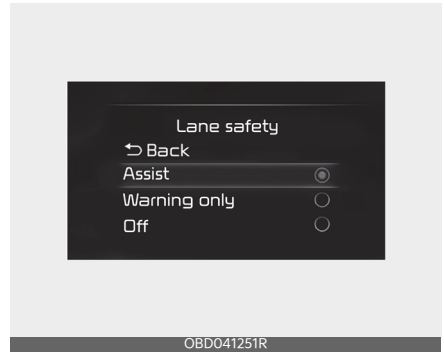 Lane safety
Back
Assist
Warning only
Off
OBD041251R